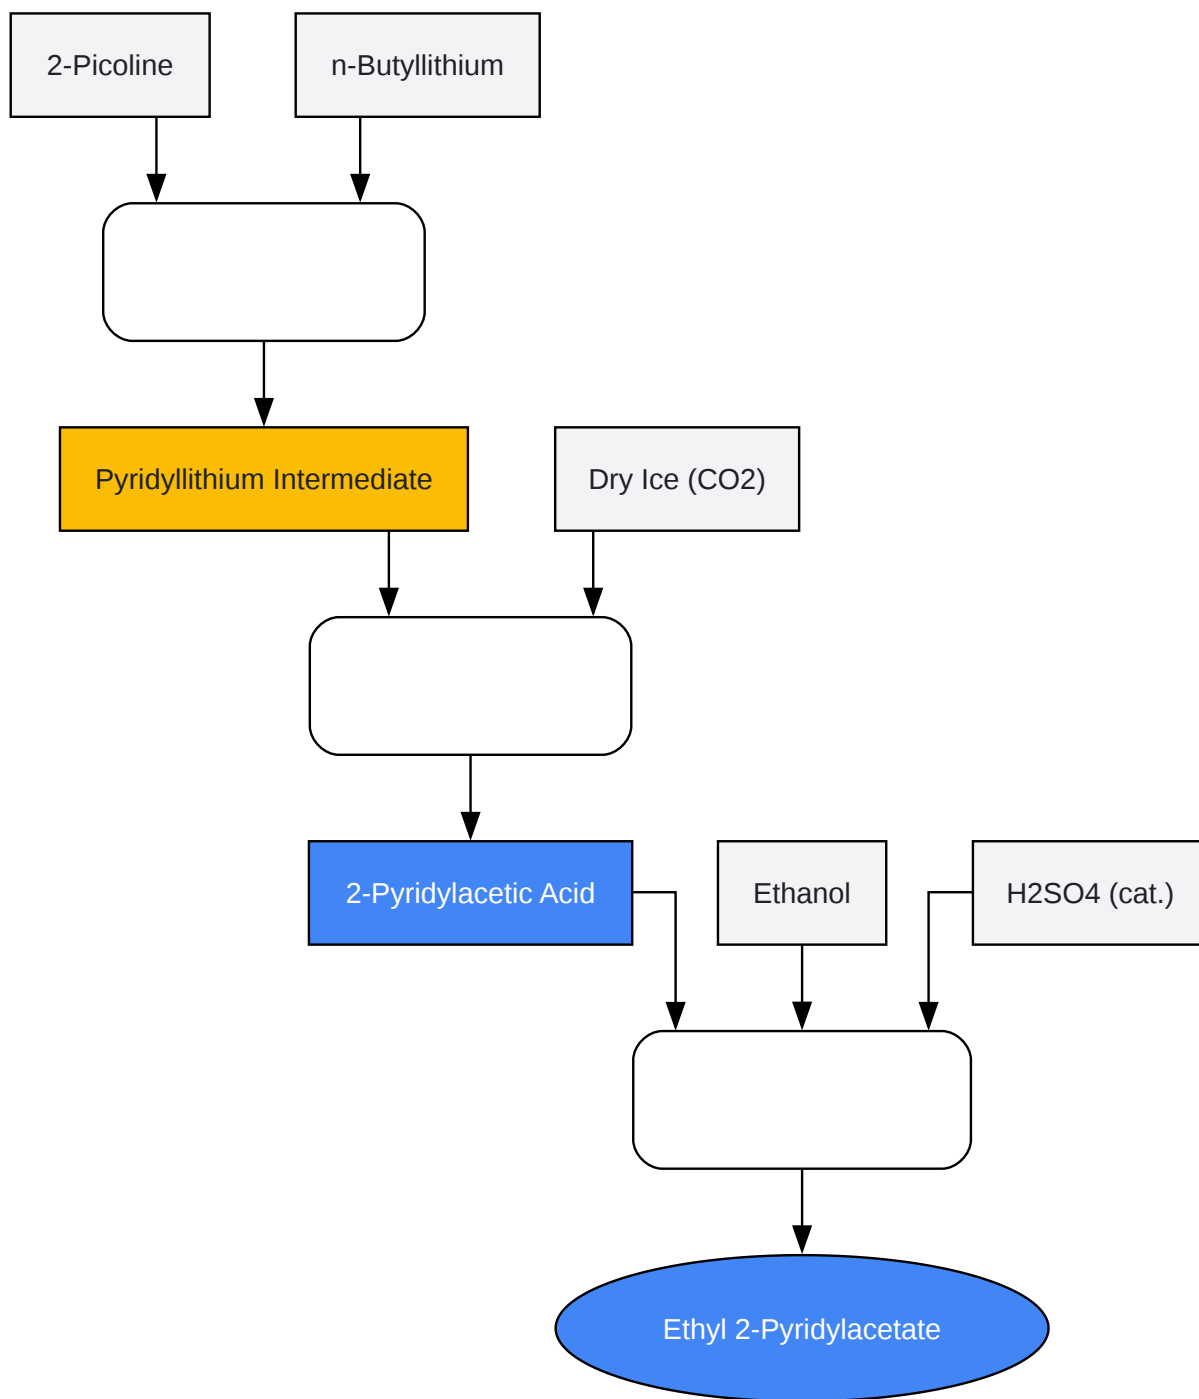 2-Picoline
n-Butyllithium
Pyridyllithium Intermediate
Dry Ice (CO2)
2-Pyridylacetic Acid
Ethanol
H2SO4 (cat.)
Ethyl 2-Pyridylacetate